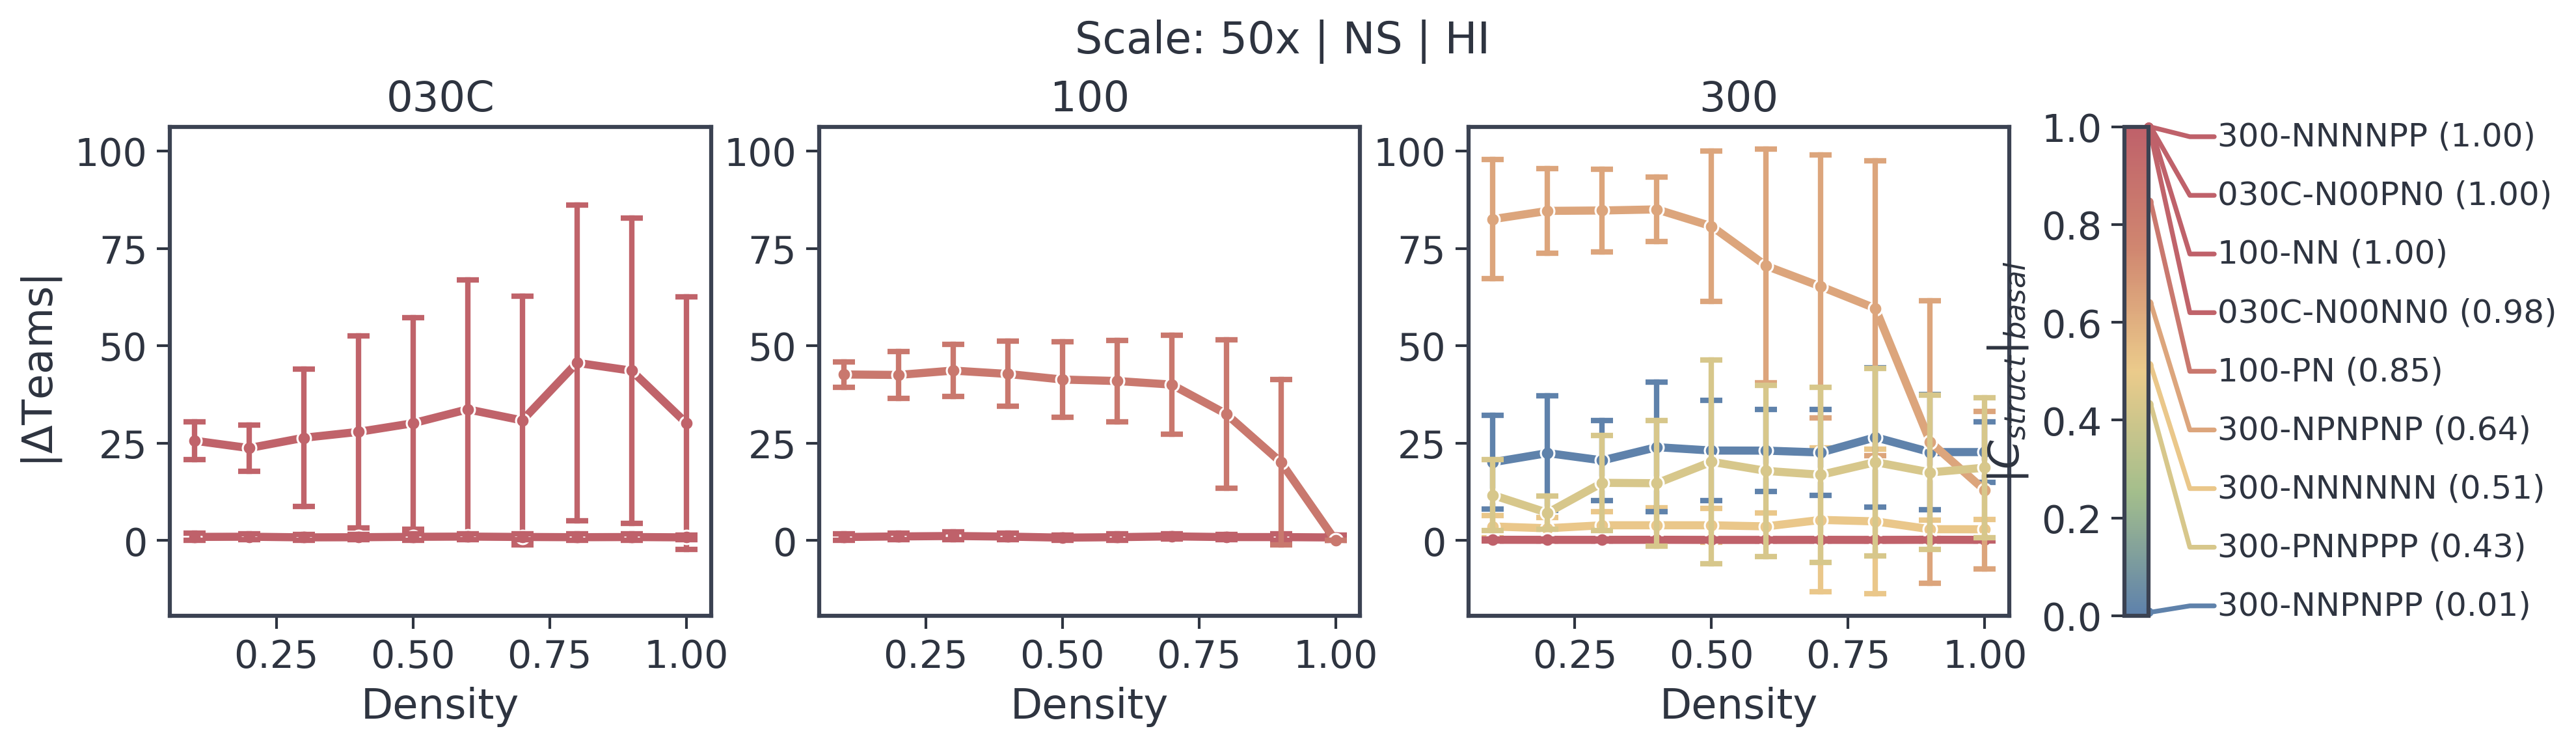 Scale: 50x | NS | HI
030C
100
300
|ΔTeams|
100
75
50
25
0
0.25 0.50 0.75 1.00
Density
100
75
50
25
0
0.25 0.50 0.75 1.00
Density
100
75
50
25
0
0.25 0.50 0.75 1.00
Density
|C_struct|basal|
1.0
0.8
0.6
0.4
0.2
0.0
300-NNNNPP (1.00)
030C-N00PN0 (1.00)
100-NN (1.00)
030C-N00NN0 (0.98)
100-PN (0.85)
300-NPNPNP (0.64)
300-NNNNNN (0.51)
300-PNNPPP (0.43)
300-NNPNPP (0.01)